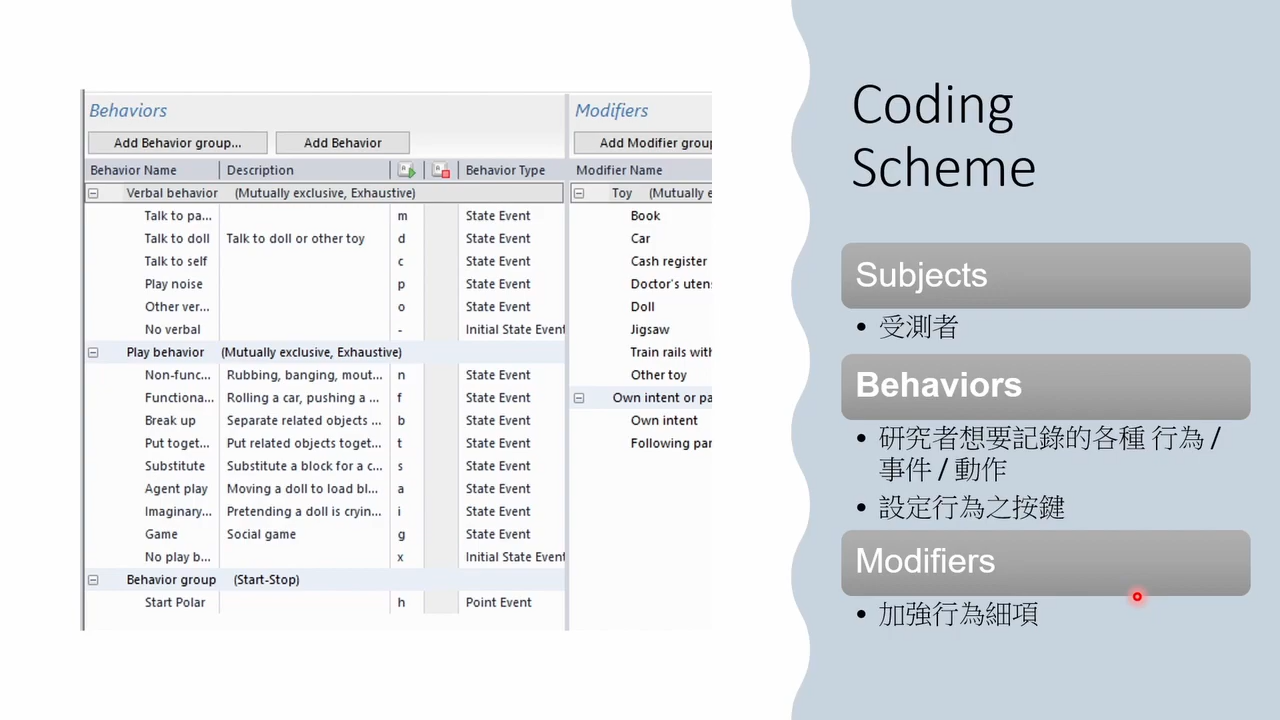 Behaviors
Add Behavior group...
Add Behavior
Behavior Name
Description
Behavior Type
Verbal behavior (Mutually exclusive, Exhaustive)
Talk to pa... m State Event
Talk to doll Talk to doll or other toy d State Event
Talk to self c State Event
Play noise p State Event
Other ver... o State Event
No verbal - Initial State Event
Play behavior (Mutually exclusive, Exhaustive)
Non-func... Rubbing, banging, mout... n State Event
Functiona... Rolling a car, pushing a ... f State Event
Break up Separate related objects ... b State Event
Put toget... Put related objects toget... t State Event
Substitute Substitute a block for a c... s State Event
Agent play Moving a doll to load bl... a State Event
Imaginary... Pretending a doll is cryin... i State Event
Game Social game g State Event
No play b... x Initial State Event
Behavior group (Start-Stop)
Start Polar h Point Event
Modifiers
Add Modifier group
Modifier Name
Toy (Mutually e
Book
Car
Cash register
Doctor's uten
Doll
Jigsaw
Train rails with
Other toy
Own intent or pa
Own intent
Following par
Coding
Scheme
Subjects
• 受測者
Behaviors
• 研究者想要記錄的各種 行為 /
事件 / 動作
• 設定行為之按鍵
Modifiers
• 加強行為細項